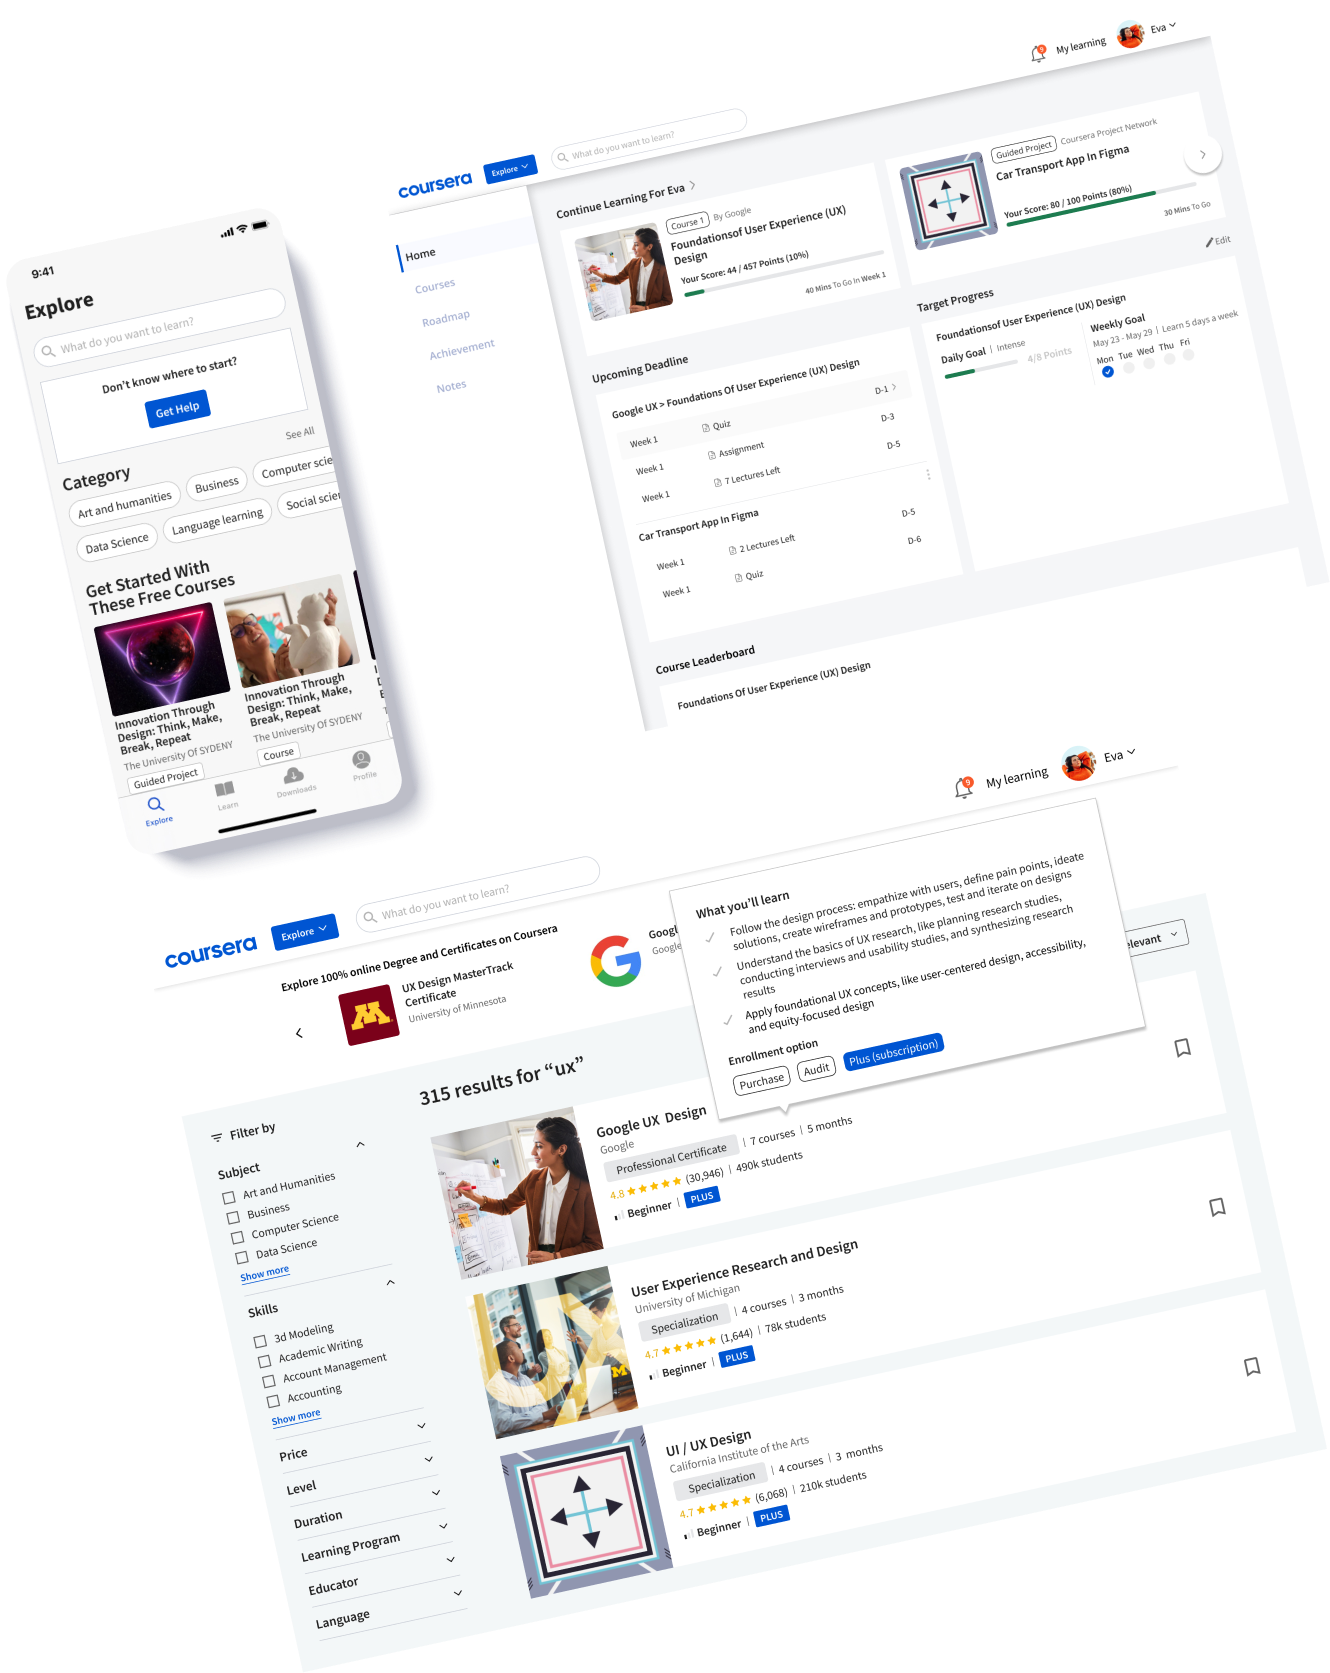 9:41
Explore
What do you want to learn?
Don't know where to start?
Get Help
See All
Category
Art and humanities
Business
Computer scie
Data Science
Language learning
Social scien
Get Started With
These Free Courses
Innovation Through
Design: Think, Make,
Break, Repeat
The University Of SYDENY
Guided Project
Innovation Through
Design: Think, Make,
Break, Repeat
The University Of SYDENY
Course
Explore
Learn
Downloads
Profile
coursera
Explore
What do you want to learn?
9
My learning
Eva
Home
Courses
Roadmap
Achievement
Notes
Continue Learning For Eva
Course 1
By Google
Foundationsof User Experience (UX)
Design
Your Score: 44 / 457 Points (10%)
40 Mins To Go In Week 1
Guided Project
Coursera Project Network
Car Transport App In Figma
Your Score: 80 / 100 Points (80%)
30 Mins To Go
Edit
Upcoming Deadline
Google UX > Foundations Of User Experience (UX) Design
Week 1 Quiz D-1
Week 1 Assignment D-3
Week 1 7 Lectures Left D-5
Car Transport App In Figma
Week 1 2 Lectures Left D-5
Week 1 Quiz D-6
Target Progress
Foundationsof User Experience (UX) Design
Daily Goal | Intense
4/8 Points
Weekly Goal
May 23 - May 29 | Learn 5 days a week
Mon Tue Wed Thu Fri
Course Leaderboard
Foundations Of User Experience (UX) Design
coursera
Explore
What do you want to learn?
9
My learning
Eva
Explore 100% online Degree and Certificates on Coursera
M
UX Design MasterTrack
Certificate
University of Minnesota
Googl
Google
What you'll learn
Follow the design process: empathize with users, define pain points, ideate
solutions, create wireframes and prototypes, test and iterate on designs
Understand the basics of UX research, like planning research studies,
conducting interviews and usability studies, and synthesizing research
results
Apply foundational UX concepts, like user-centered design, accessibility,
and equity-focused design
Enrollment option
Purchase
Audit
Plus (subscription)
elevant
315 results for “ux”
Filter by
Subject
Art and Humanities
Business
Computer Science
Data Science
Show more
Skills
3d Modeling
Academic Writing
Account Management
Accounting
Show more
Price
Level
Duration
Learning Program
Educator
Language
Google UX Design
Google
Professional Certificate | 7 courses | 5 months
4.8 (30,946) | 490k students
Beginner | PLUS
UX
M
User Experience Research and Design
University of Michigan
Specialization | 4 courses | 3 months
4.7 (1,644) | 78k students
Beginner | PLUS
UI / UX Design
California Institute of the Arts
Specialization | 4 courses | 3 months
4.7 (6,068) | 210k students
Beginner | PLUS